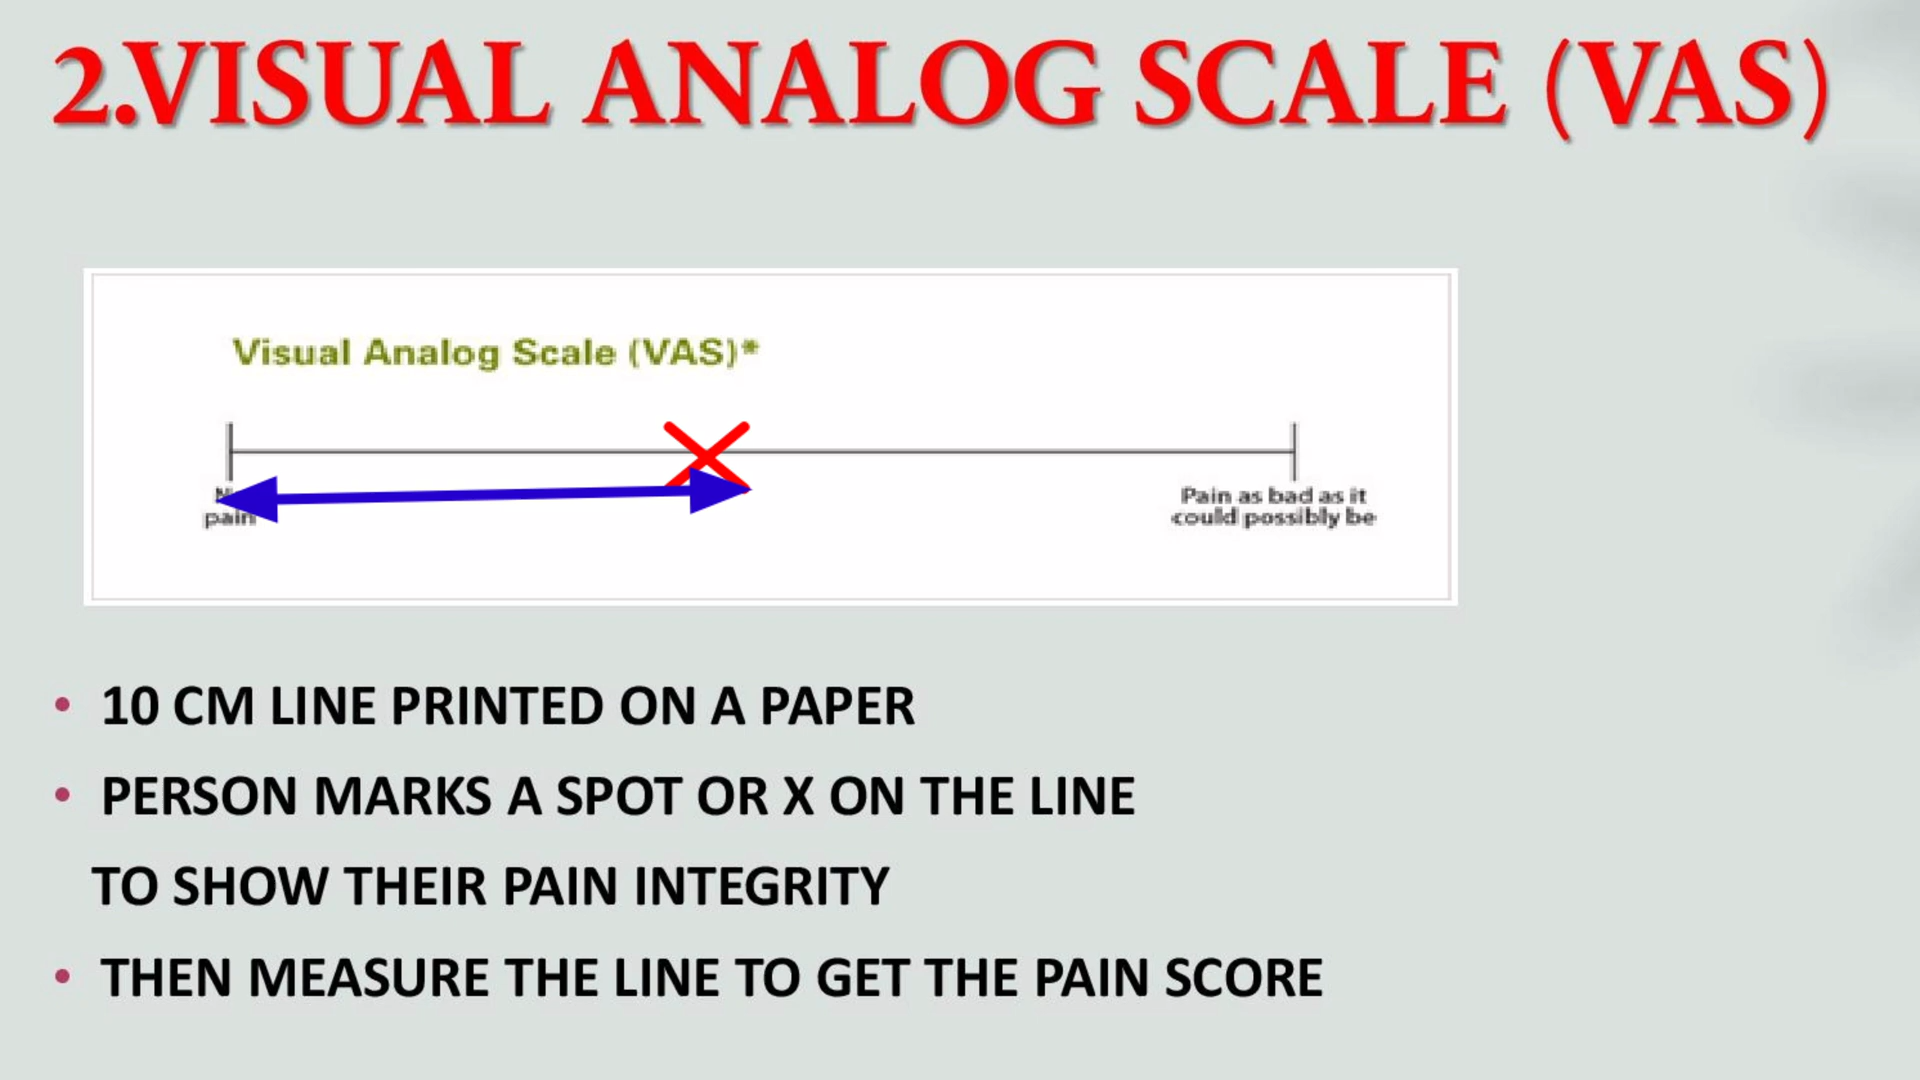 2.VISUAL ANALOG SCALE (VAS)
Visual Analog Scale (VAS)*
pain
Pain as bad as it
could possibly be
• 10 CM LINE PRINTED ON A PAPER
• PERSON MARKS A SPOT OR X ON THE LINE
TO SHOW THEIR PAIN INTEGRITY
• THEN MEASURE THE LINE TO GET THE PAIN SCORE